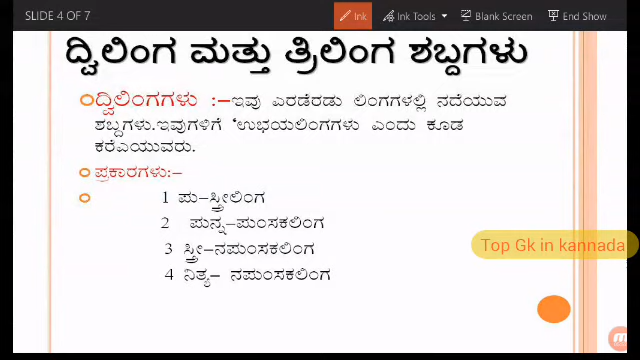 SLIDE 4 OF 7
Ink
Ink Tools
Blank Screen
End Show
ದ್ವಿಲಿಂಗ ಮತ್ತು ತ್ರಿಲಿಂಗ ಶಬ್ದಗಳು
ದ್ವಿಲಿಂಗಗಳು :-ಇವು ಎರಡೆರಡು ಲಿಂಗಗಳಲ್ಲಿ ನಡೆಯುವ
ಶಬ್ದಗಳು.ಇವುಗಳಿಗೆ 'ಉಭಯಲಿಂಗಗಳು ಎಂದು ಕೂಡ
ಕರೆಎಯುವರು.
ಪ್ರಕಾರಗಳು:-
1 ಪು-ಸ್ತ್ರೀಲಿಂಗ
2 ಪುನ್ನ-ಪುಂಸಕಲಿಂಗ
3 ಸ್ತ್ರೀ-ನಪುಂಸಕಲಿಂಗ
4 ನಿತ್ಯ- ನಪುಂಸಕಲಿಂಗ
Top Gk in kannada